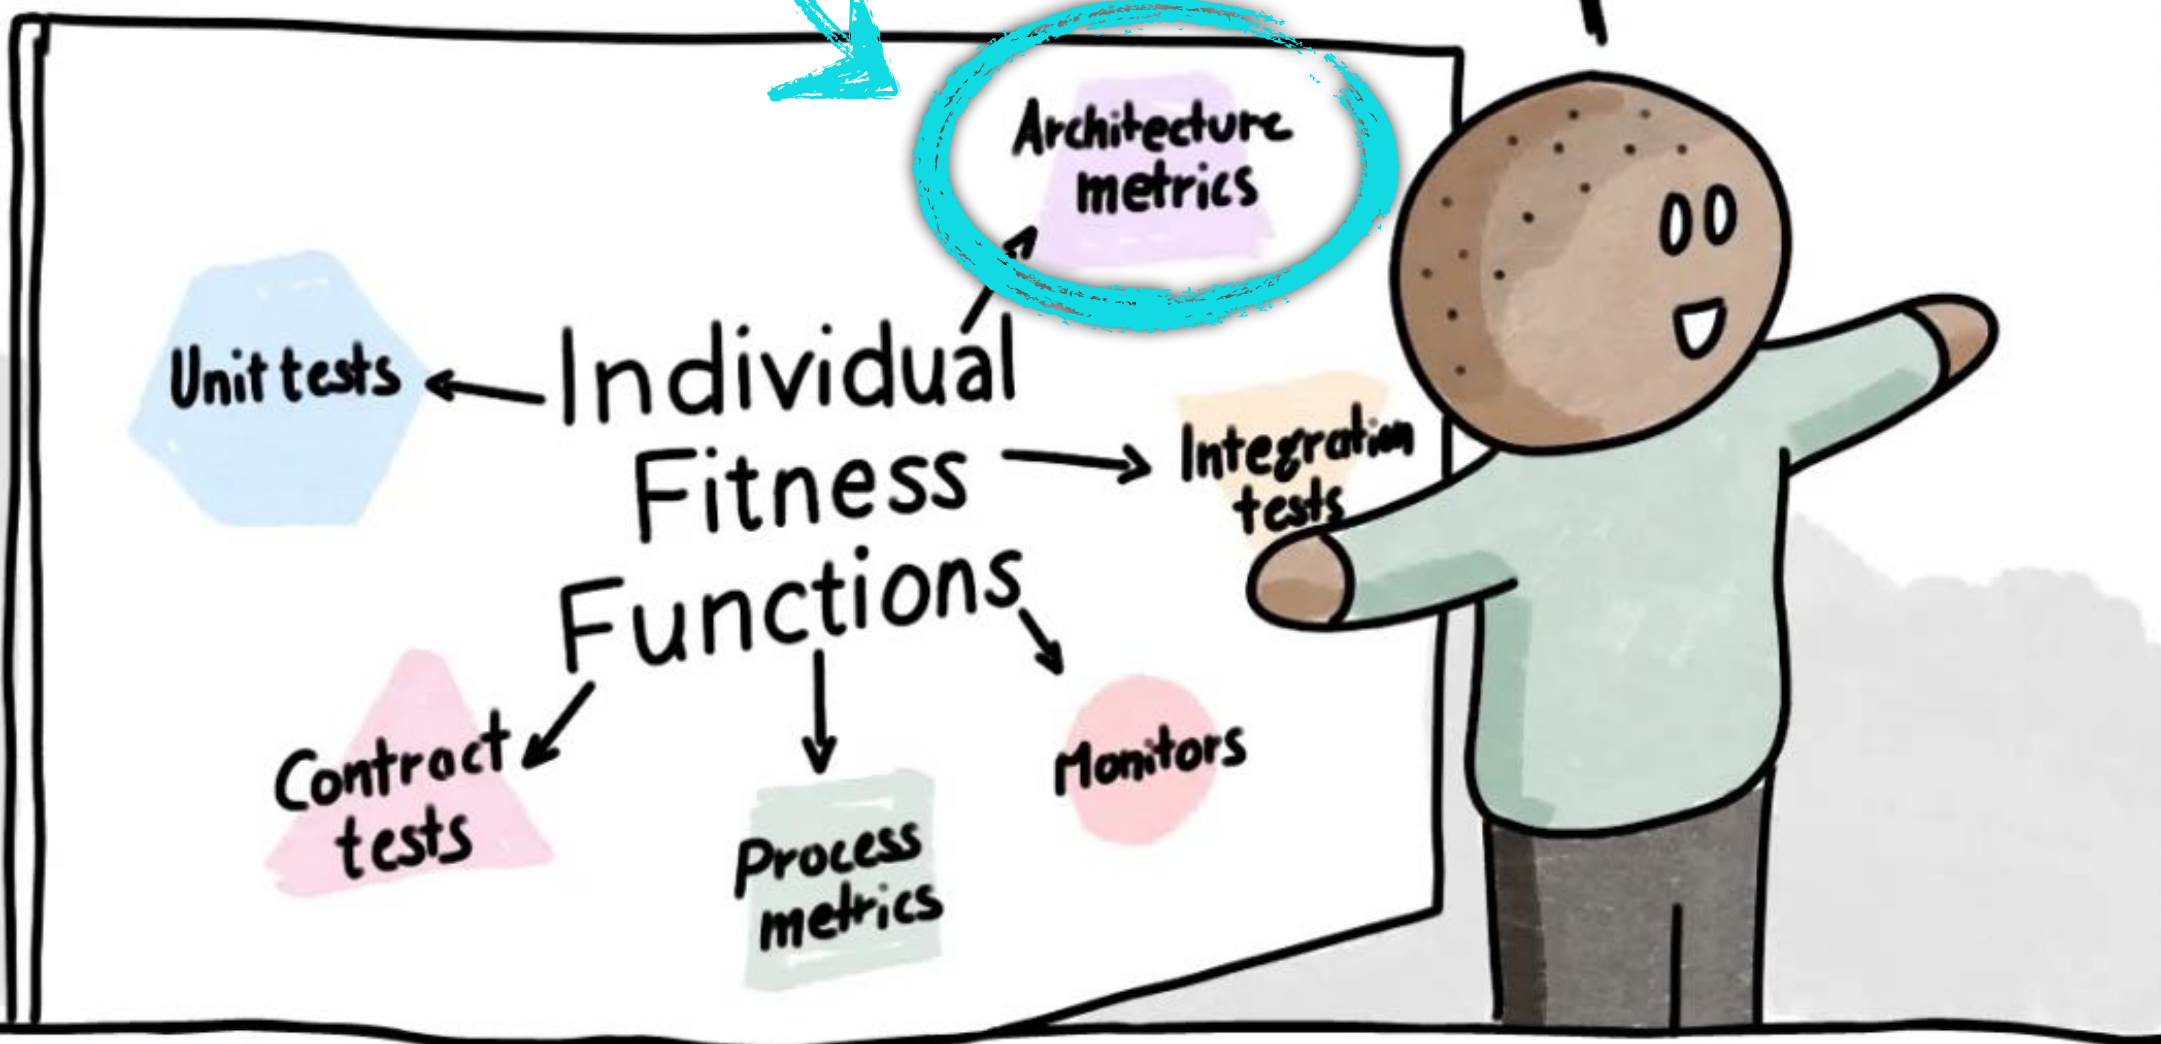 Architecture
metrics
Unit tests
Individual
Fitness
Functions
Integration
tests
Contract
tests
Process
metrics
Monitors